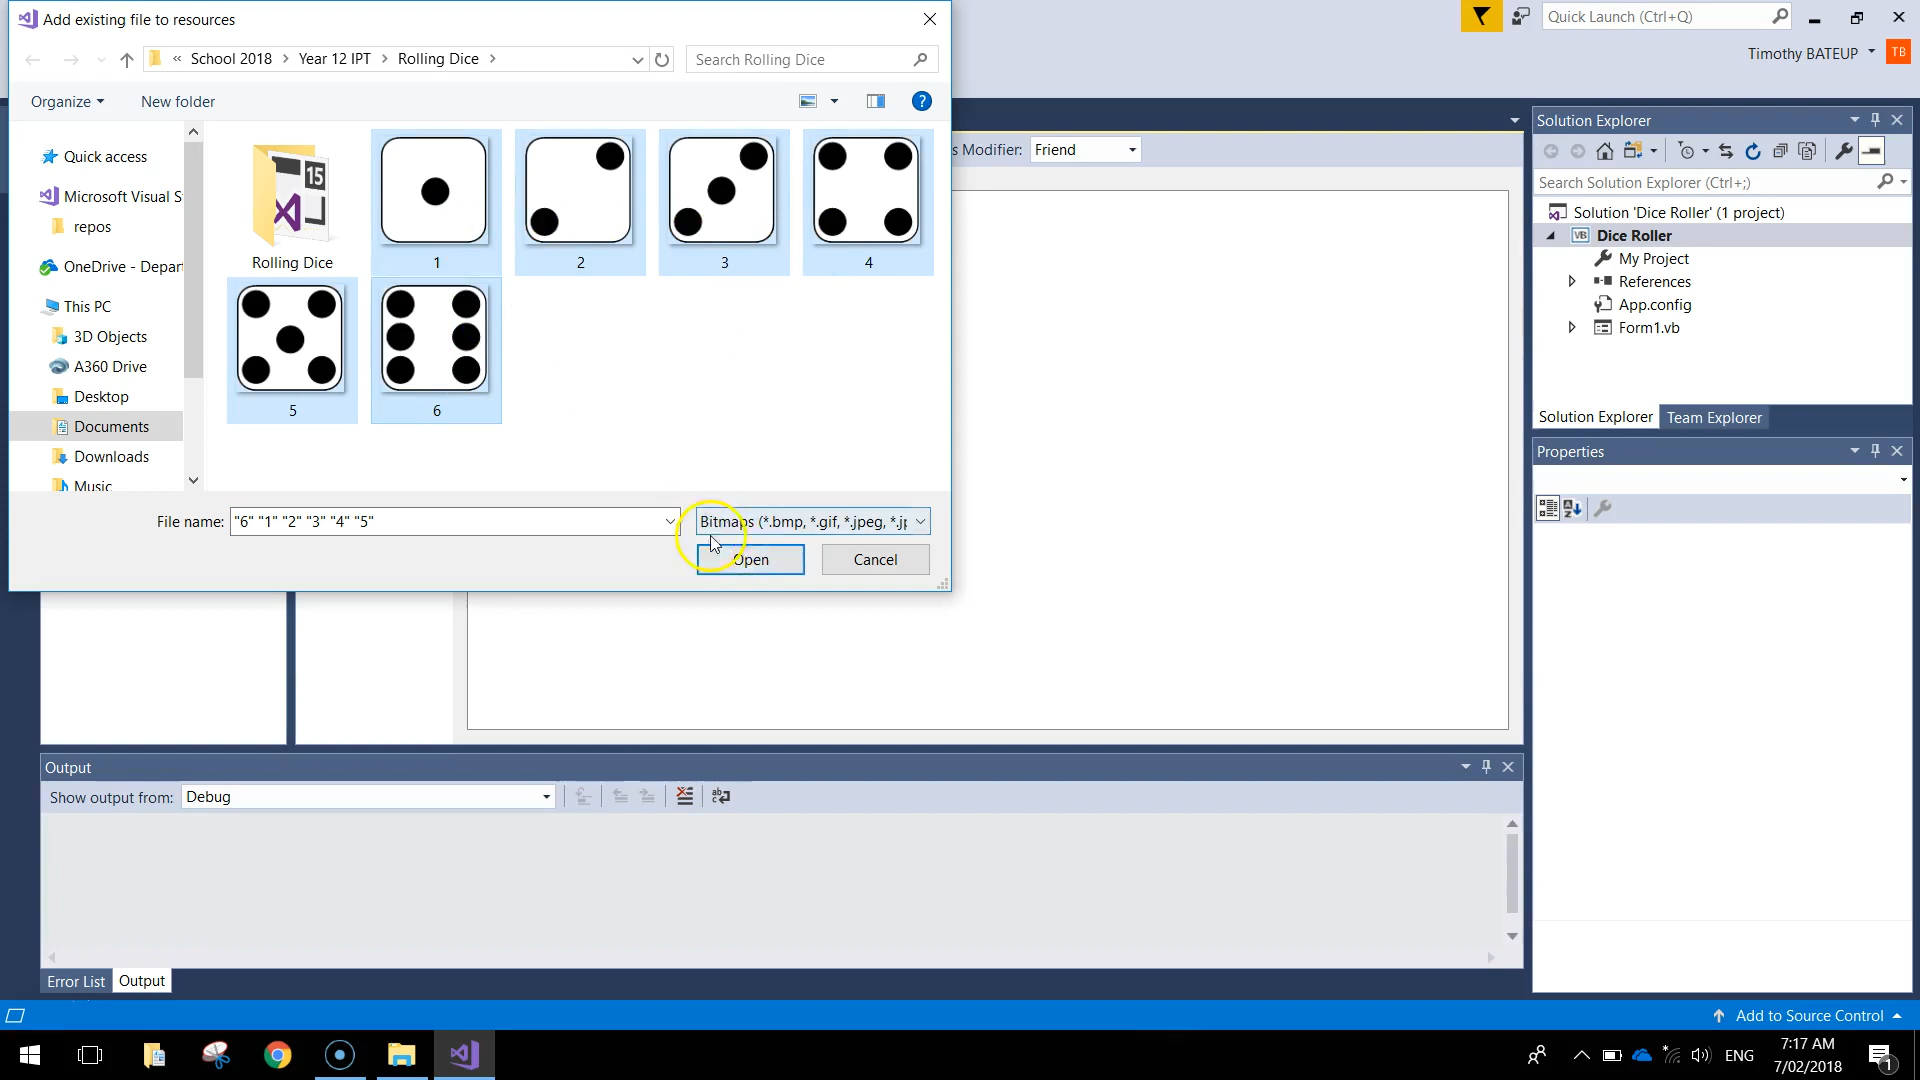 Add existing file to resources
Quick Launch (Ctrl+Q)
« School 2018 > Year 12 IPT > Rolling Dice >
Search Rolling Dice
Timothy BATEUP
TB
Organize
New folder
?
Quick access
Microsoft Visual S
repos
OneDrive - Depar
This PC
3D Objects
A360 Drive
Desktop
Documents
Downloads
Music
15
Rolling Dice
1
2
3
4
5
6
File name:
"6" "1" "2" "3" "4" "5"
Bitmaps (*.bmp, *.gif, *.jpeg, *.jp
Open
Cancel
s Modifier:
Friend
Solution Explorer
Search Solution Explorer (Ctrl+;)
Solution 'Dice Roller' (1 project)
VB Dice Roller
My Project
References
App.config
Form1.vb
Solution Explorer
Team Explorer
Properties
Output
Show output from:
Debug
Error List
Output
Add to Source Control
ENG
7:17 AM
7/02/2018
1